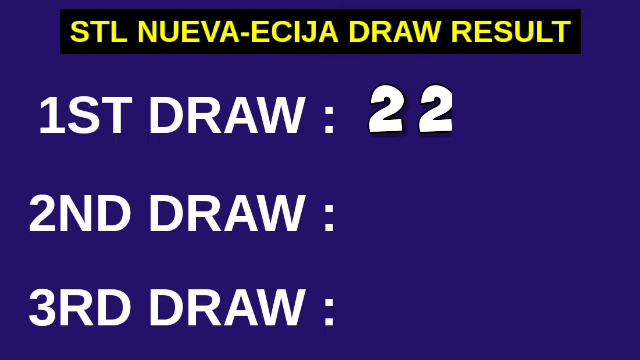 STL NUEVA-ECIJA DRAW RESULT
1ST DRAW : 2 2
2ND DRAW :
3RD DRAW :